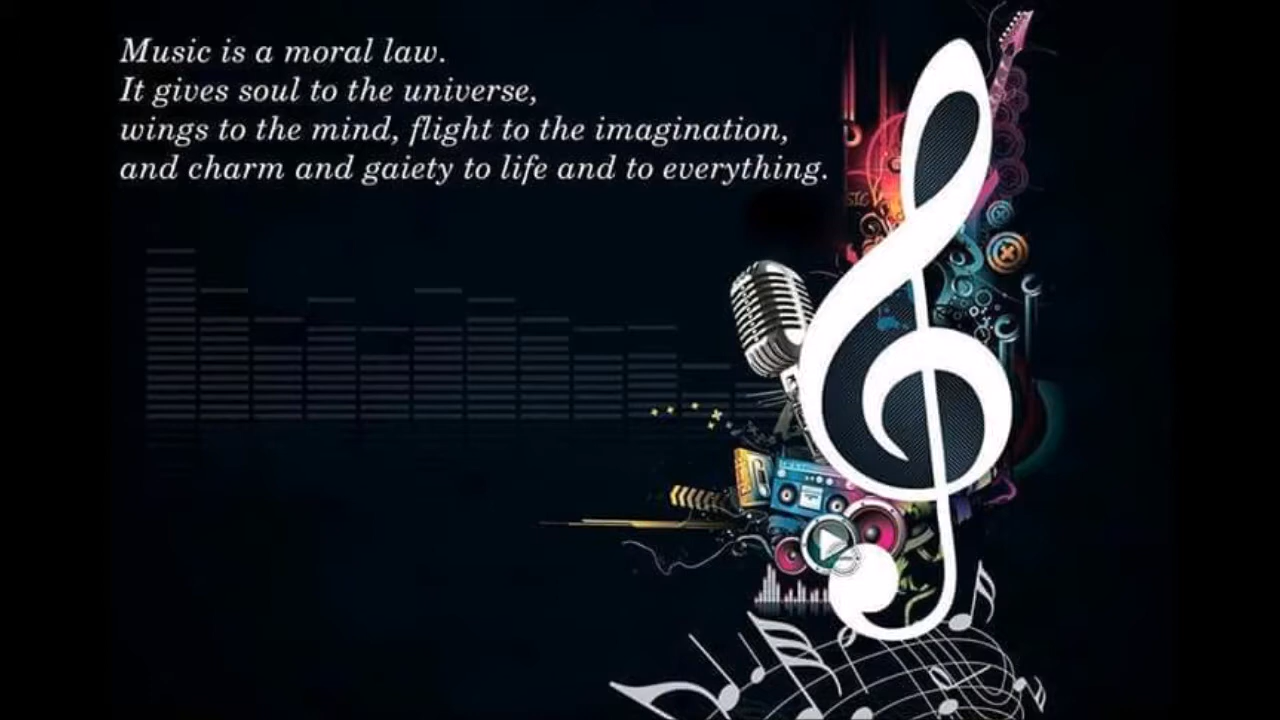 Music is a moral law.
It gives soul to the universe,
wings to the mind, flight to the imagination,
and charm and gaiety to life and to everything.